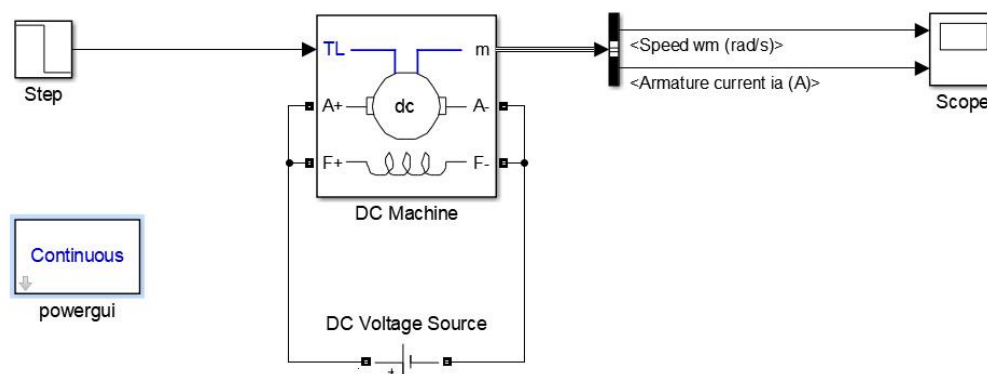 TL
m
<Speed wm (rad/s)>
Step
A+
dc
A-
<Armature current ia (A)>
Scope
F+
F-
DC Machine
Continuous
powergui
DC Voltage Source
+